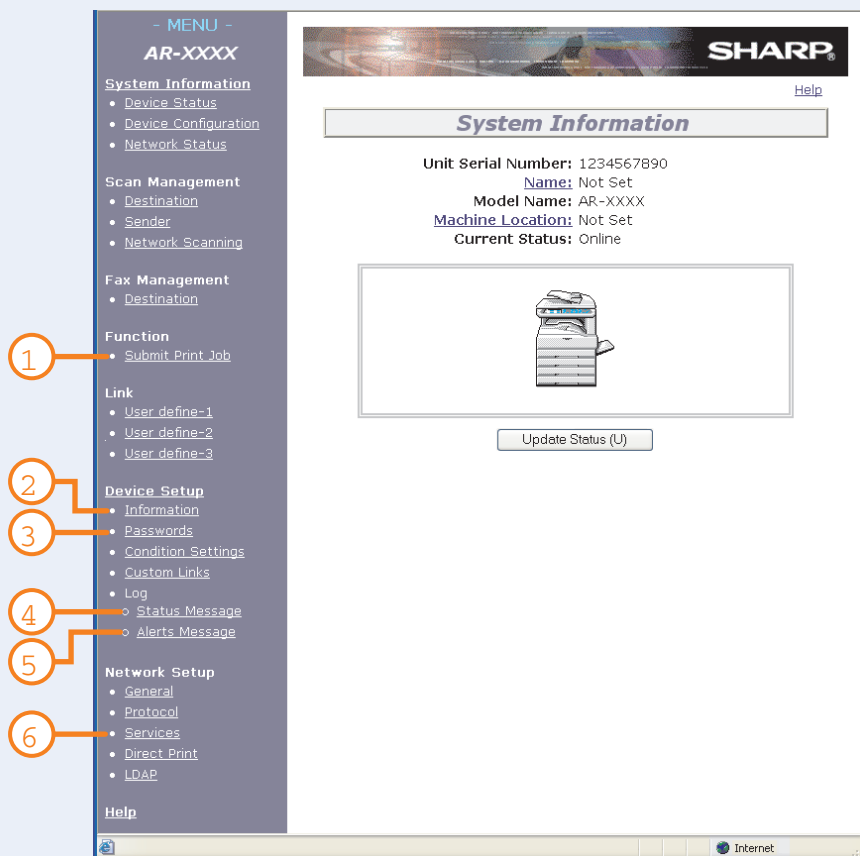 - MENU -
AR-XXXX
System Information
• Device Status
• Device Configuration
• Network Status
Scan Management
• Destination
• Sender
• Network Scanning
Fax Management
• Destination
Function
1
• Submit Print Job
Link
• User define-1
• User define-2
• User define-3
2
Device Setup
• Information
3
• Passwords
• Condition Settings
• Custom Links
• Log
4
○ Status Message
5
○ Alerts Message
Network Setup
• General
• Protocol
6
• Services
• Direct Print
• LDAP
Help
SHARP®
Help
System Information
Unit Serial Number: 1234567890
Name: Not Set
Model Name: AR-XXXX
Machine Location: Not Set
Current Status: Online
Update Status (U)
Internet